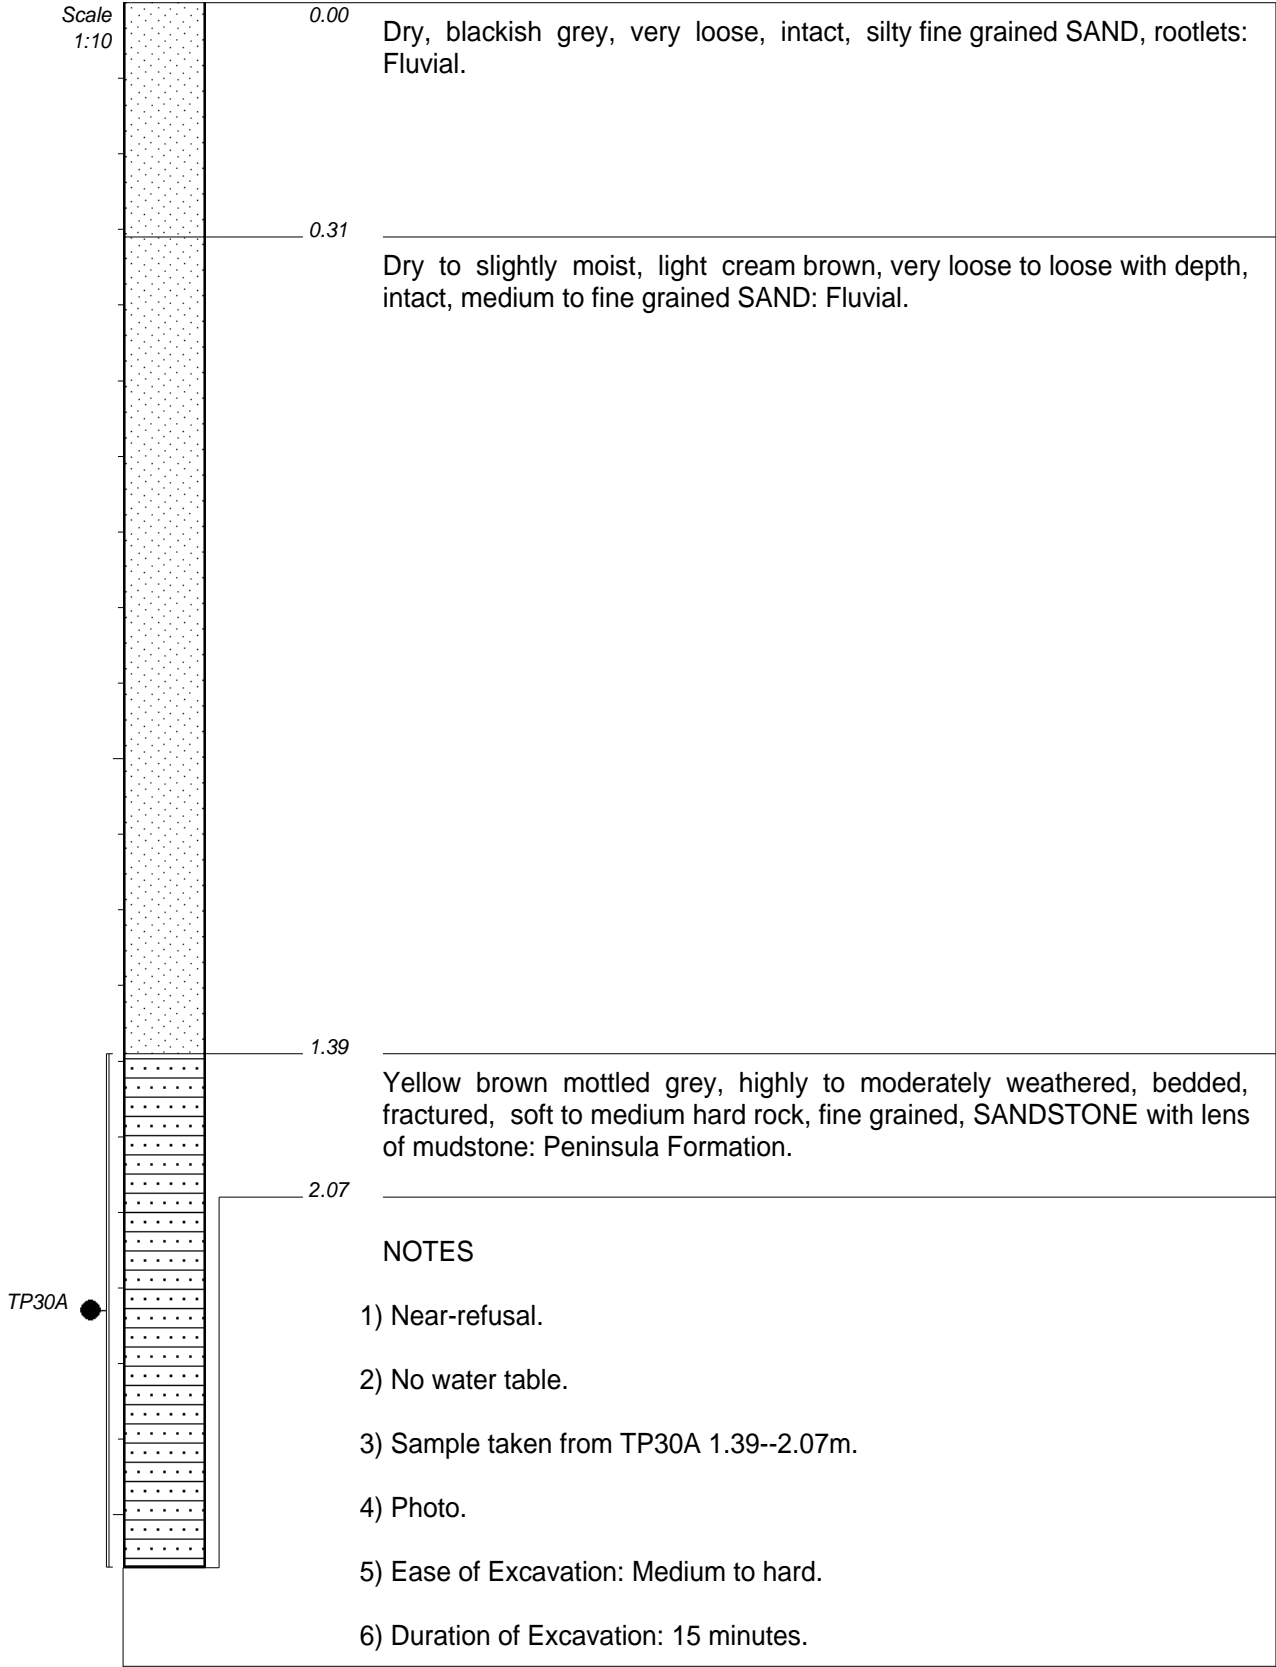 Scale
1:10
0.00
Dry, blackish grey, very loose, intact, silty fine grained SAND, rootlets:
Fluvial.
0.31
Dry to slightly moist, light cream brown, very loose to loose with depth,
intact, medium to fine grained SAND: Fluvial.
1.39
Yellow brown mottled grey, highly to moderately weathered, bedded,
fractured, soft to medium hard rock, fine grained, SANDSTONE with lens
of mudstone: Peninsula Formation.
2.07
NOTES
TP30A
1) Near-refusal.
2) No water table.
3) Sample taken from TP30A 1.39--2.07m.
4) Photo.
5) Ease of Excavation: Medium to hard.
6) Duration of Excavation: 15 minutes.